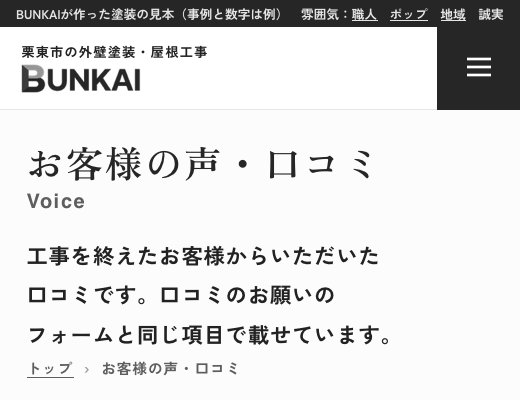 BUNKAIが作った塗装の見本（事例と数字は例） 雰囲気：職人 ポップ 地域 誠実
栗東市の外壁塗装・屋根工事
BUNKAI
お客様の声・口コミ
Voice
工事を終えたお客様からいただいた
口コミです。口コミのお願いの
フォームと同じ項目で載せています。
トップ › お客様の声・口コミ